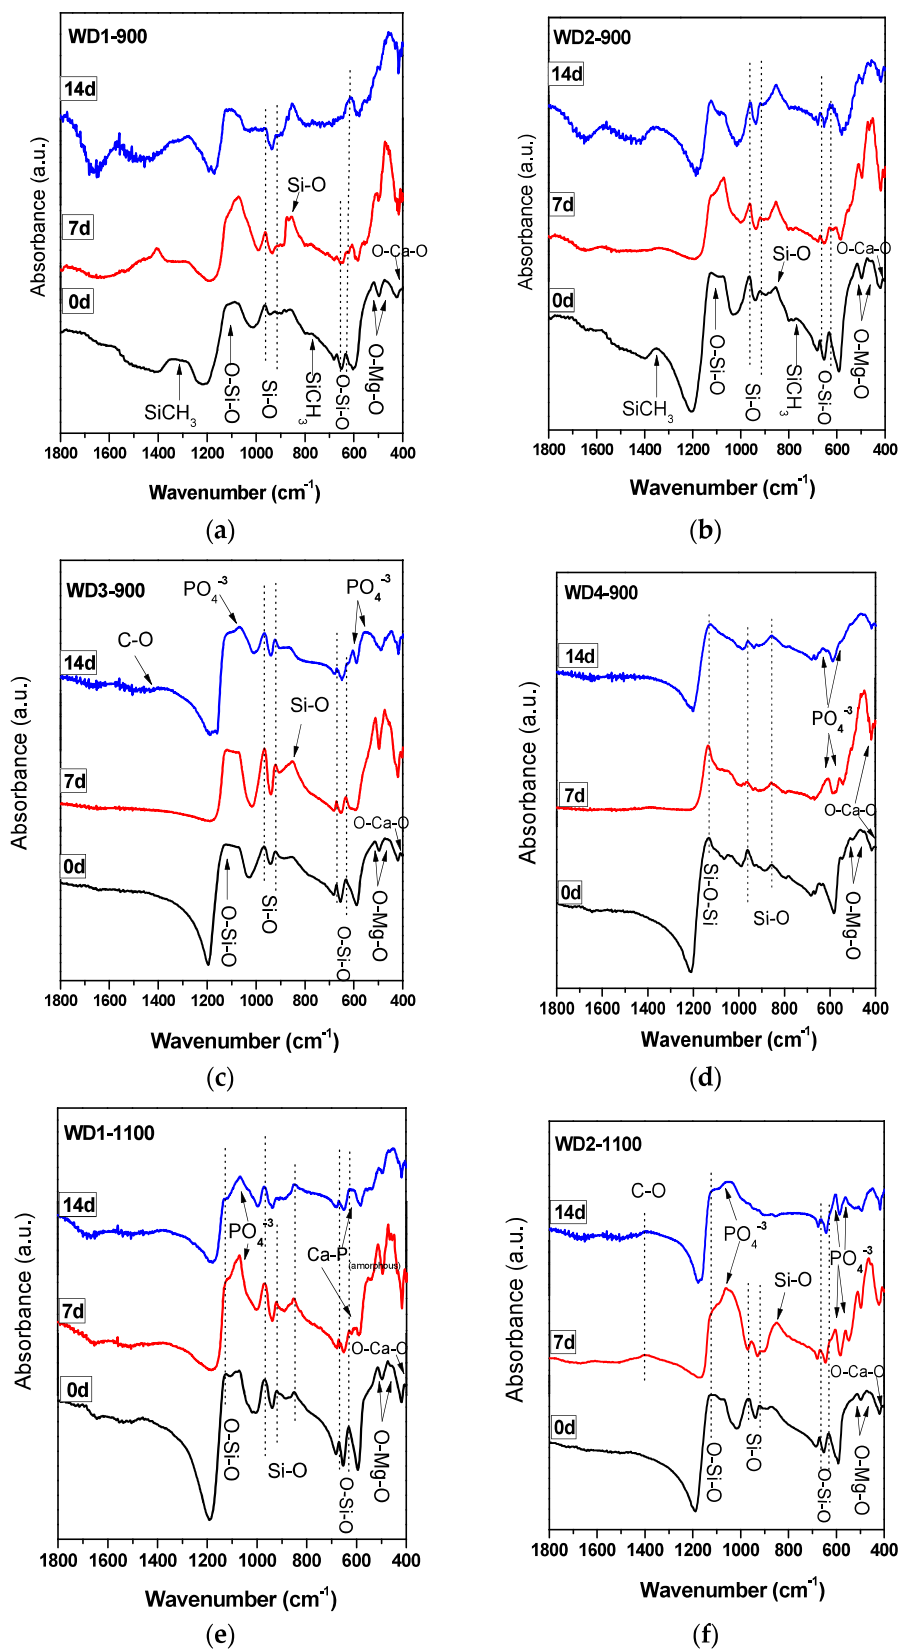 WD1-900
14d
Si-O
7d
O-Ca-O
0d
SiCH3
O-Si-O
Si-O
SiCH3
O-Si-O
O-Mg-O
Absorbance (a.u.)
1800 1600 1400 1200 1000 800 600 400
Wavenumber (cm-1)
(a)
WD2-900
14d
7d
O-Ca-O
Si-O
0d
SiCH3
O-Si-O
Si-O
SiCH3
O-Si-O
O-Mg-O
Absorbance (a.u.)
1800 1600 1400 1200 1000 800 600 400
Wavenumber (cm-1)
(b)
WD3-900
PO4-3
PO4-3
C-O
14d
Si-O
7d
O-Ca-O
0d
O-Si-O
Si-O
O-Si-O
O-Mg-O
Absorbance (a.u.)
1800 1600 1400 1200 1000 800 600 400
Wavenumber (cm-1)
(c)
WD4-900
14d
PO4-3
7d
O-Ca-O
0d
Si-O-Si
Si-O
O-Mg-O
Absorbance (a.u.)
1800 1600 1400 1200 1000 800 600 400
Wavenumber (cm-1)
(d)
WD1-1100
14d
PO4-3
Ca-P(amorphous)
7d
O-Ca-O
0d
O-Si-O
Si-O
O-Si-O
O-Mg-O
Absorbance (a.u.)
1800 1600 1400 1200 1000 800 600 400
Wavenumber (cm-1)
(e)
WD2-1100
C-O
14d
PO4-3
PO4-3
Si-O
7d
O-Ca-O
0d
O-Si-O
Si-O
O-Si-O
O-Mg-O
Absorbance (a.u.)
1800 1600 1400 1200 1000 800 600 400
Wavenumber (cm-1)
(f)